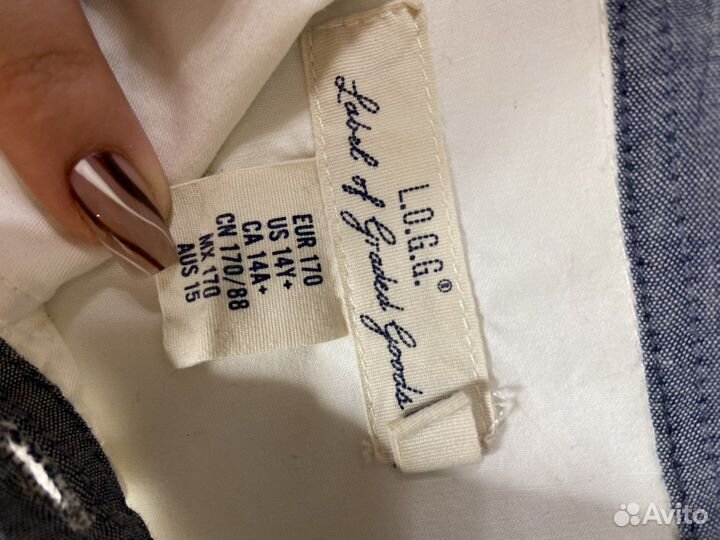 L.O.G.G.®
Label of Graded Goods
EUR 170
US 14Y+
CA 14A+
CN 170/88
MX 170
AUS 15
Avito